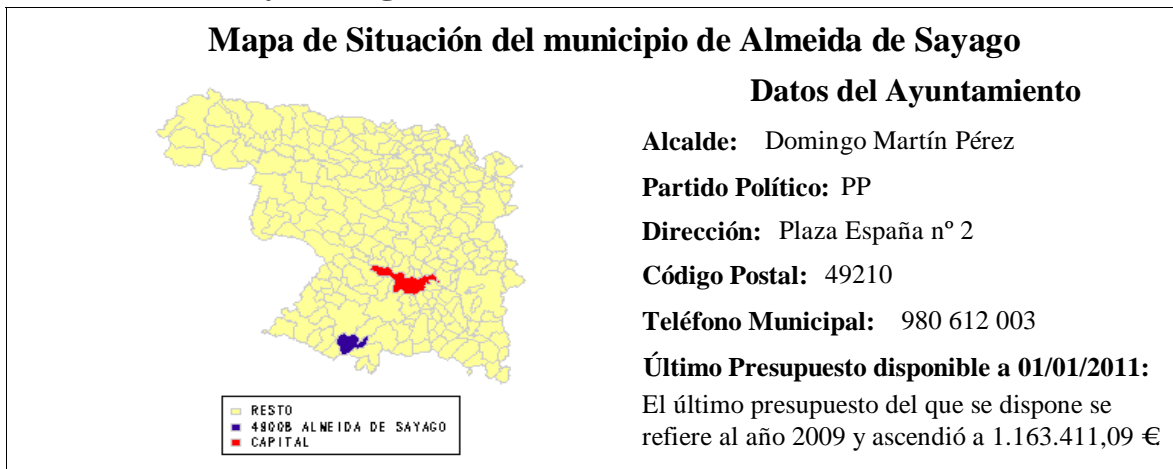 Mapa de Situación del municipio de Almeida de Sayago
Datos del Ayuntamiento
Alcalde: Domingo Martín Pérez
Partido Político: PP
Dirección: Plaza España nº 2
Código Postal: 49210
Teléfono Municipal: 980 612 003
Último Presupuesto disponible a 01/01/2011:
El último presupuesto del que se dispone se
refiere al año 2009 y ascendió a 1.163.411,09 €
RESTO
49008 ALMEIDA DE SAYAGO
CAPITAL